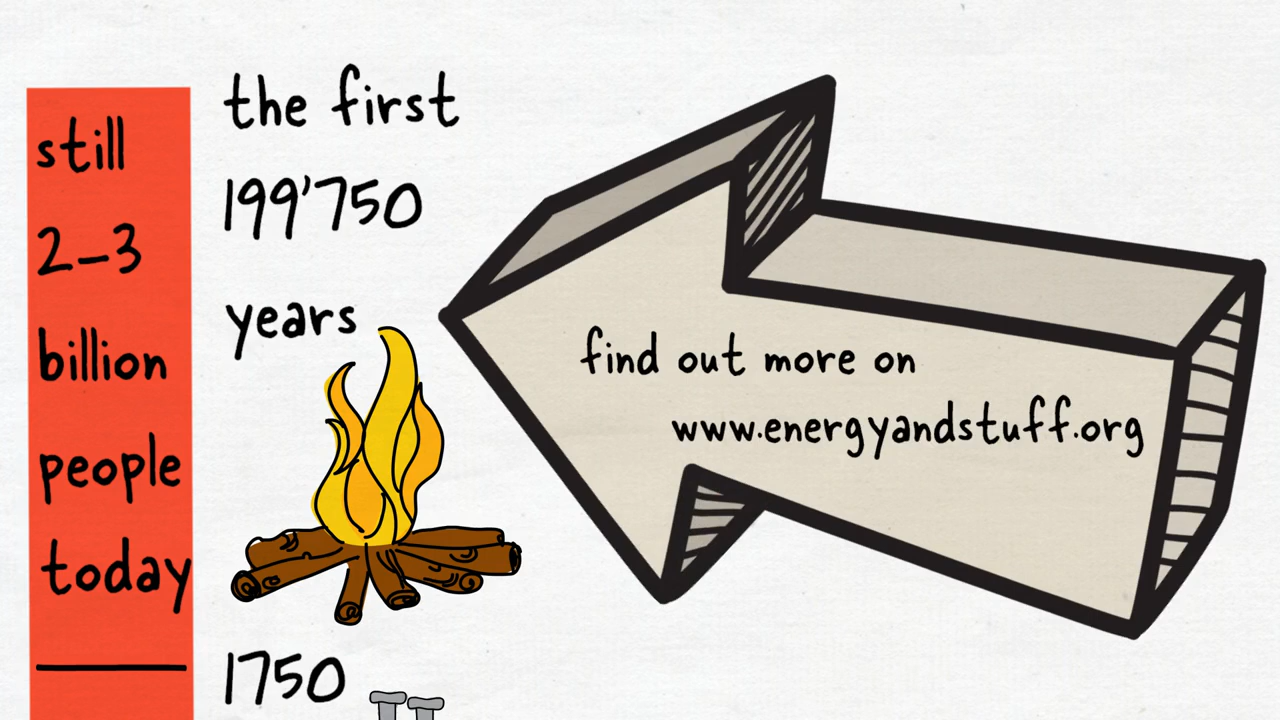 still
2-3
billion
people
today
the first
199'750
years
1750
find out more on
www.energyandstuff.org